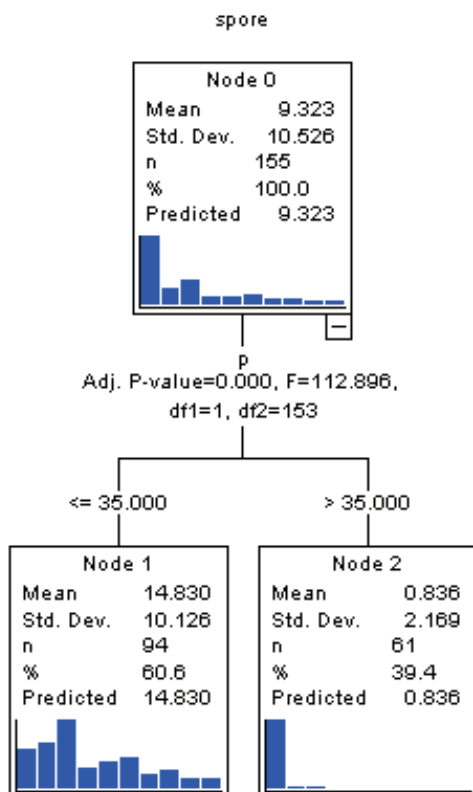 spore
Node 0
Mean 9.323
Std. Dev. 10.526
n 155
% 100.0
Predicted 9.323
p
Adj. P-value=0.000, F=112.896,
df1=1, df2=153
<= 35.000 > 35.000
Node 1
Mean 14.830
Std. Dev. 10.126
n 94
% 60.6
Predicted 14.830
Node 2
Mean 0.836
Std. Dev. 2.169
n 61
% 39.4
Predicted 0.836